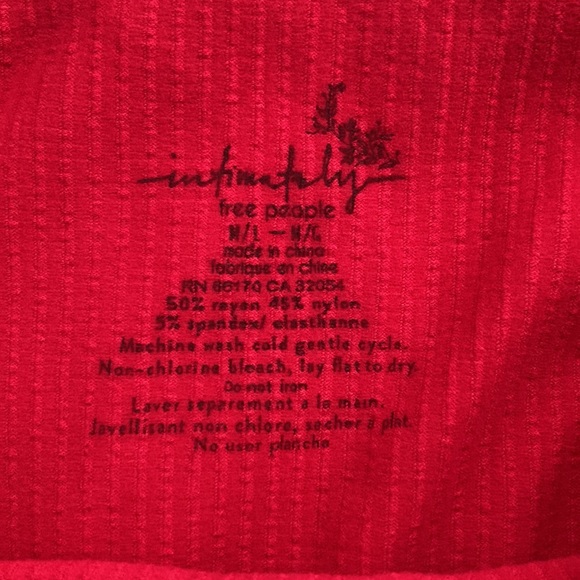 intimately
free people
M/L - M/G
made in china
fabrique en chine
RN 66170 CA 32054
50% rayon 45% nylon
5% spandex/ elasthanne
Machine wash cold gentle cycle.
Non-chlorine bleach, lay flat to dry.
Do not iron
Laver separement a la main.
Javellisant non chlore, secher a plat.
No user planche